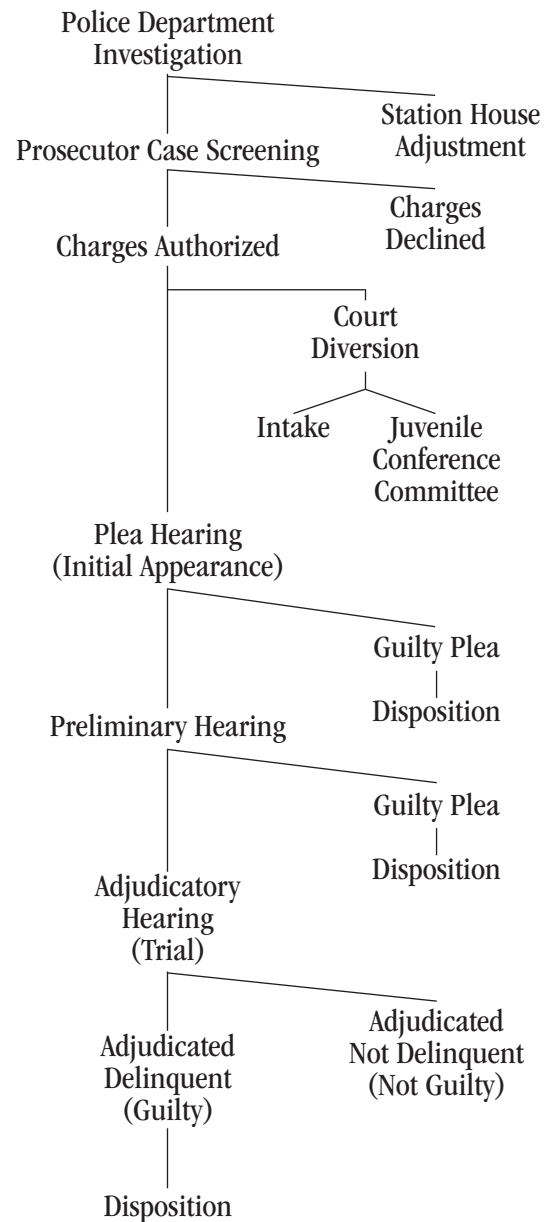 Police Department
Investigation
Station House
Adjustment
Prosecutor Case Screening
Charges
Declined
Charges Authorized
Court
Diversion
Intake
Juvenile
Conference
Committee
Plea Hearing
(Initial Appearance)
Guilty Plea
Disposition
Preliminary Hearing
Guilty Plea
Disposition
Adjudicatory
Hearing
(Trial)
Adjudicated
Delinquent
(Guilty)
Adjudicated
Not Delinquent
(Not Guilty)
Disposition